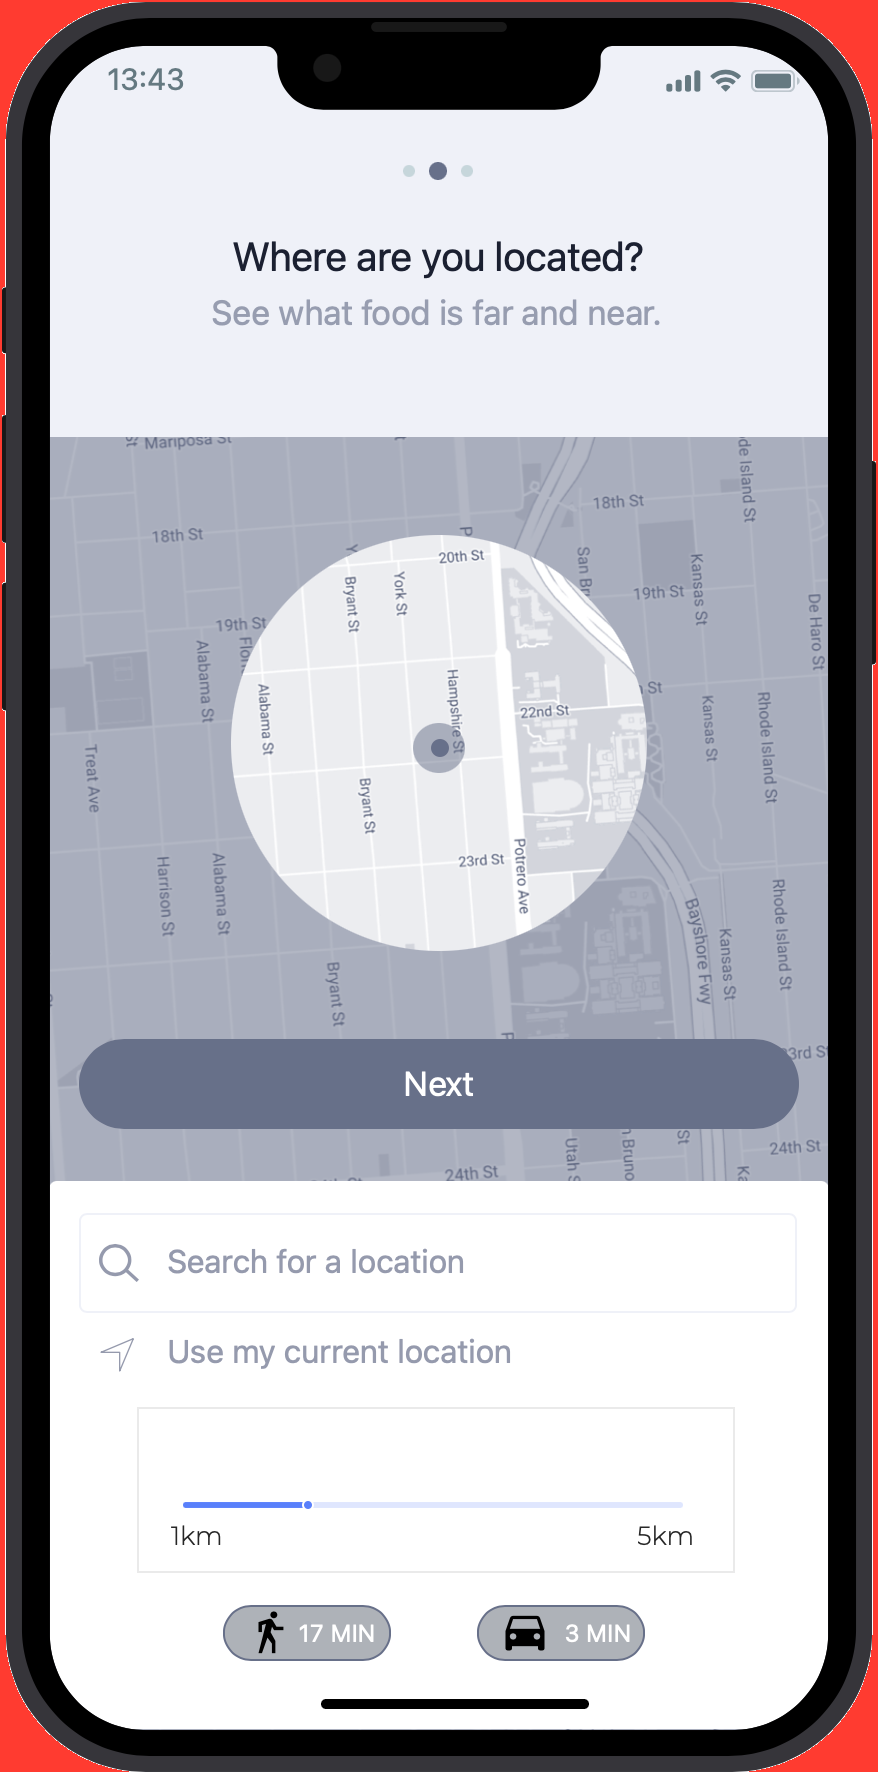 13:43
Where are you located?
See what food is far and near.
Mariposa St
18th St
18th St
Rhode Island St
20th St
San Bru
19th St
Kansas St
De Haro St
19th St
Bryant St
York St
Alabama St
Alabama St
Hampshire St
22nd St
St
Kansas St
Rhode Island St
Treat Ave
Bryant St
23rd St
Potrero Ave
Harrison St
Alabama St
Bayshore Fwy
Kansas St
Rhode Island St
Bryant St
23rd St
Next
24th St
Utah S
Bruno
St
24th St
Search for a location
Use my current location
1km 5km
17 MIN 3 MIN